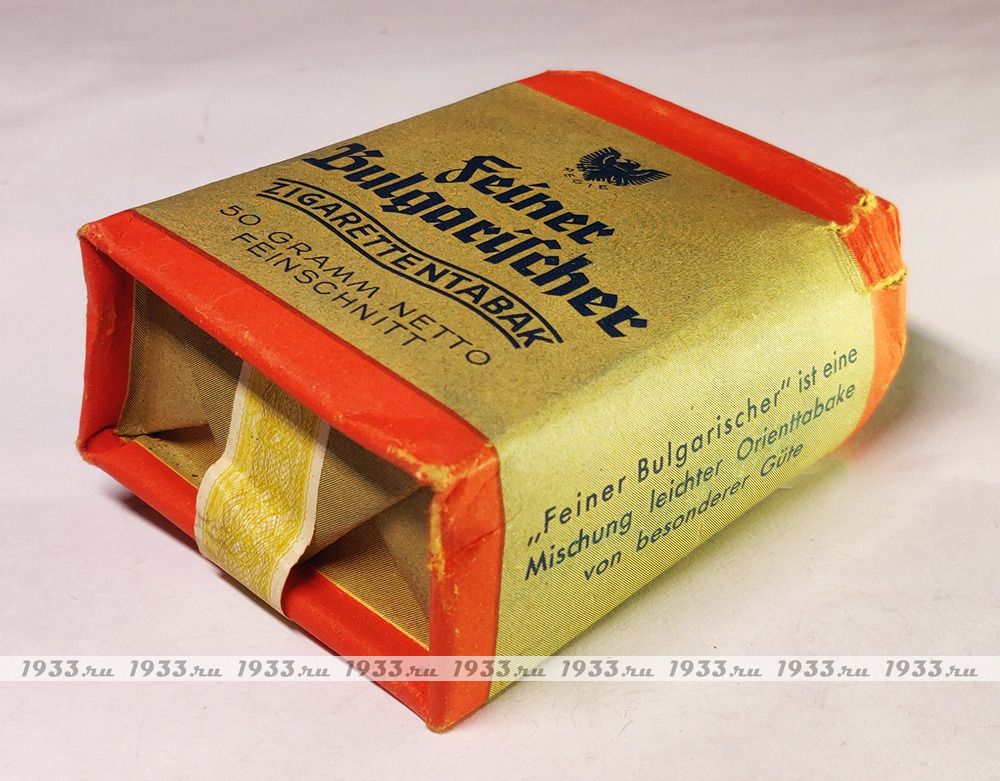 REGIE
Feiner
Bulgarischer
ZIGARETTENTABAK
50 GRAMM NETTO
FEINSCHNITT
„Feiner Bulgarischer" ist eine
Mischung leichter Orienttabake
von besonderer Güte
1933.ru 1933.ru 1933.ru 1933.ru 1933.ru 1933.ru 1933.ru 1933.ru 1933.ru